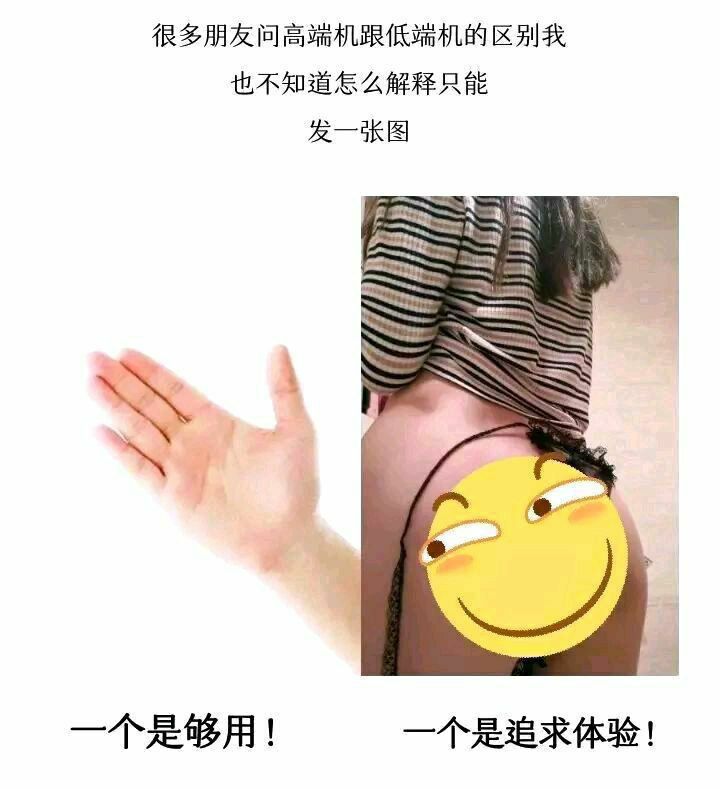 很多朋友问高端机跟低端机的区别我
也不知道怎么解释只能
发一张图
一个是够用!
一个是追求体验!